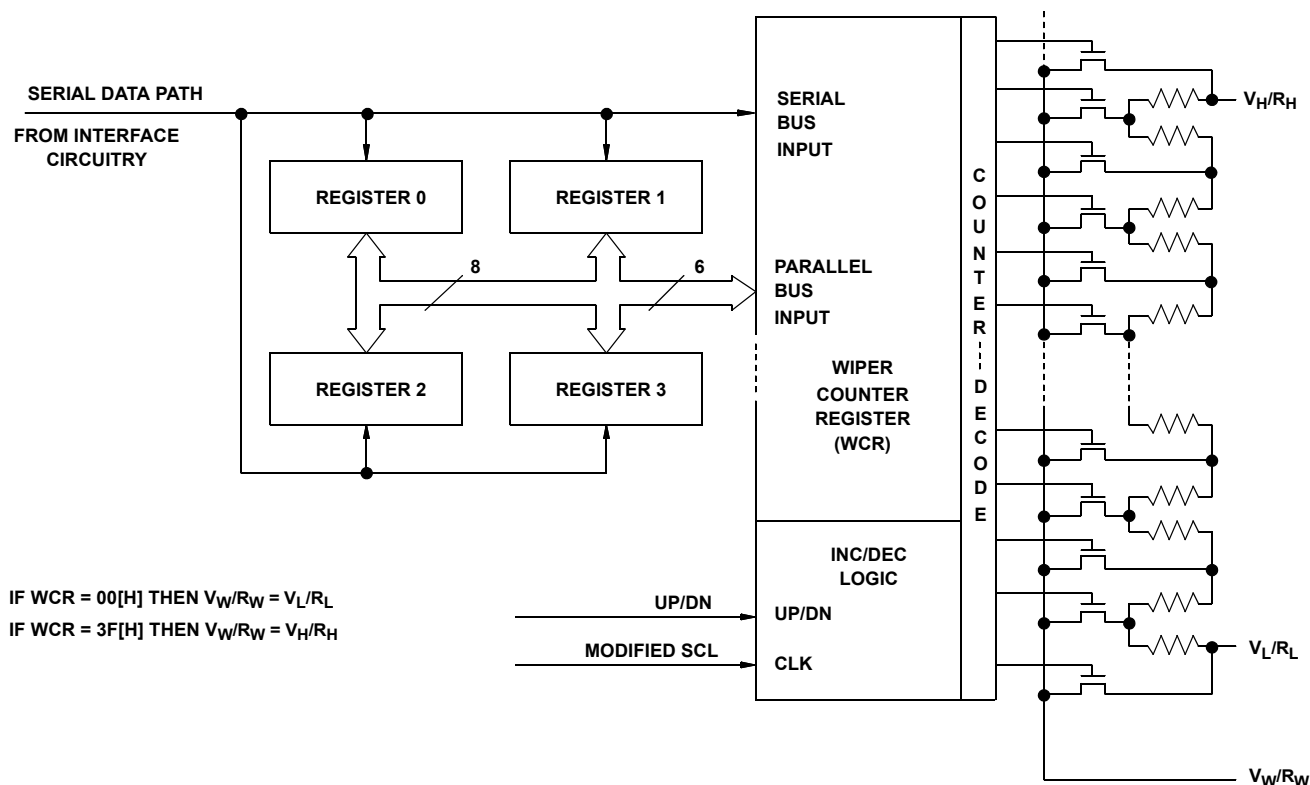 SERIAL DATA PATH
FROM INTERFACE
CIRCUITRY
REGISTER 0
REGISTER 1
8
6
REGISTER 2
REGISTER 3
SERIAL
BUS
INPUT
PARALLEL
BUS
INPUT
WIPER
COUNTER
REGISTER
(WCR)
INC/DEC
LOGIC
UP/DN
UP/DN
MODIFIED SCL
CLK
COUNTER
DECODE
VH/RH
VL/RL
VW/RW
IF WCR = 00[H] THEN VW/RW = VL/RL
IF WCR = 3F[H] THEN VW/RW = VH/RH